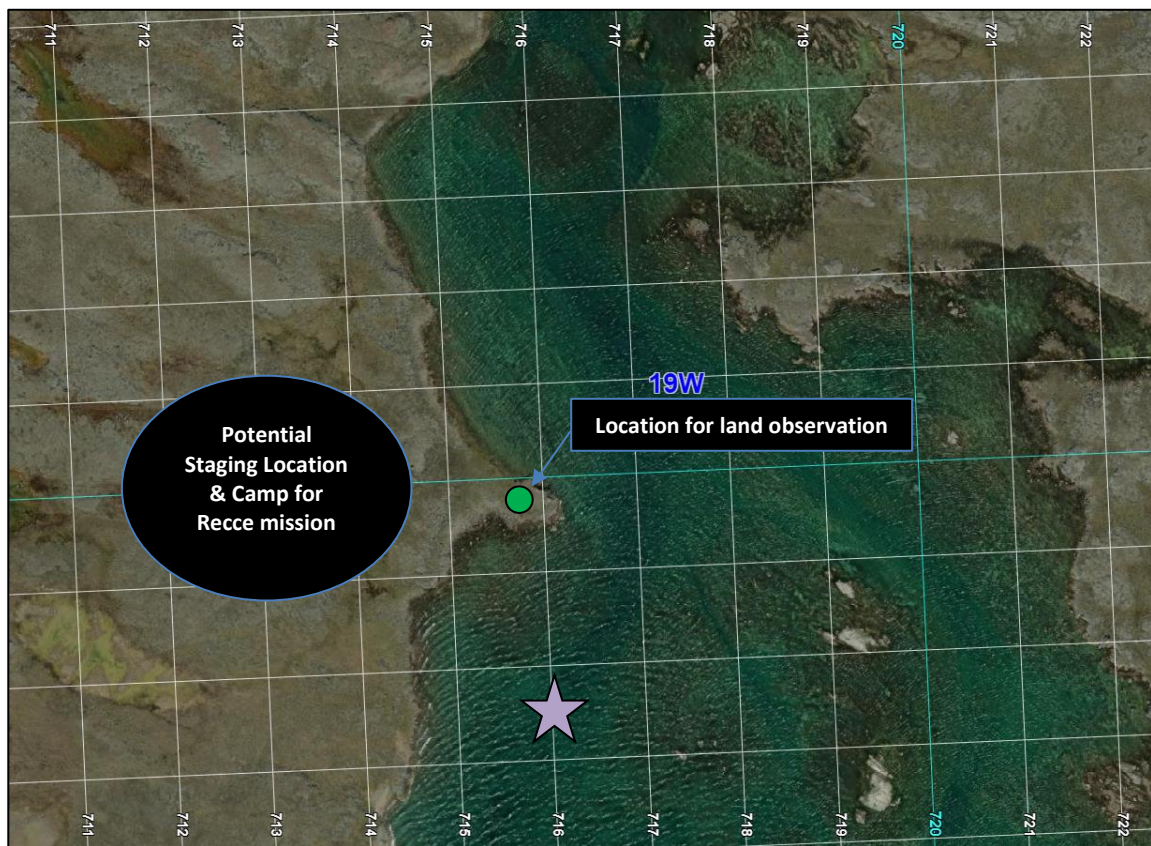 711 712 713 714 715 716 717 718 719 720 721 722
19W
Location for land observation
Potential
Staging Location
& Camp for
Recce mission
711 712 713 714 715 716 717 718 719 720 721 722